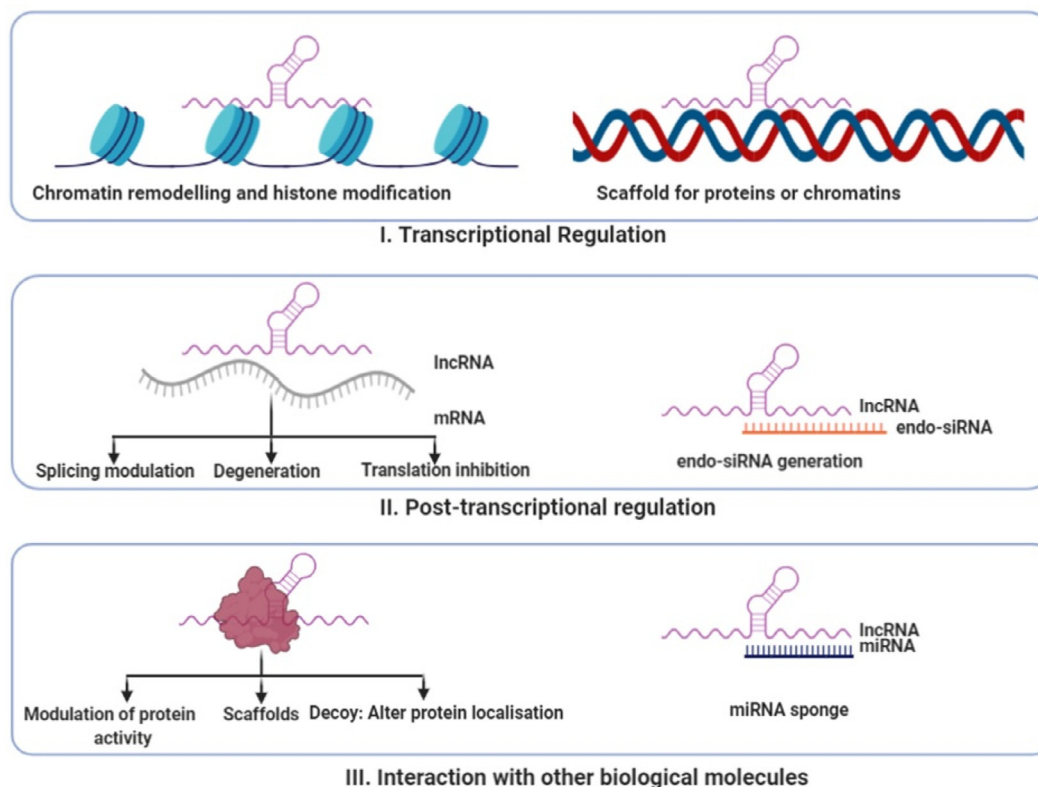 Chromatin remodelling and histone modification
Scaffold for proteins or chromatins
I. Transcriptional Regulation
lncRNA
mRNA
Splicing modulation
Degeneration
Translation inhibition
lncRNA
endo-siRNA
endo-siRNA generation
II. Post-transcriptional regulation
Modulation of protein
activity
Scaffolds
Decoy: Alter protein localisation
lncRNA
miRNA
miRNA sponge
III. Interaction with other biological molecules